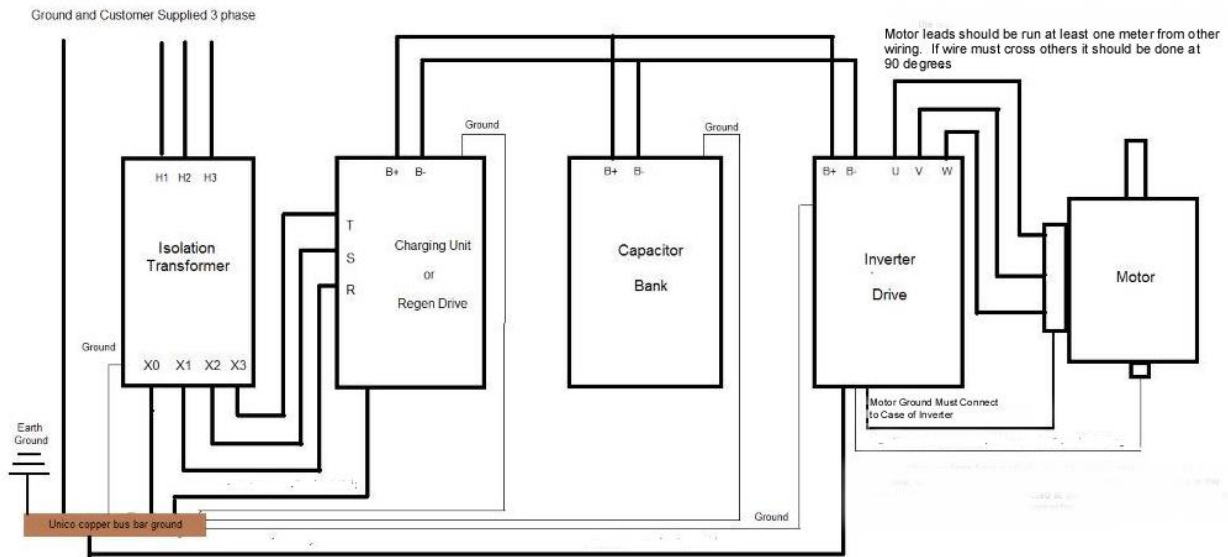 Ground and Customer Supplied 3 phase
Motor leads should be run at least one meter from other
wiring. If wire must cross others it should be done at
90 degrees
Ground
Ground
H1 H2 H3
B+ B-
B+ B-
B+ B- U V W
Isolation
Transformer
T
S
R
Charging Unit
or
Regen Drive
Capacitor
Bank
Inverter
Drive
Motor
Ground
X0 X1 X2 X3
Motor Ground Must Connect
to Case of Inverter
Earth
Ground
Unico copper bus bar ground
Ground